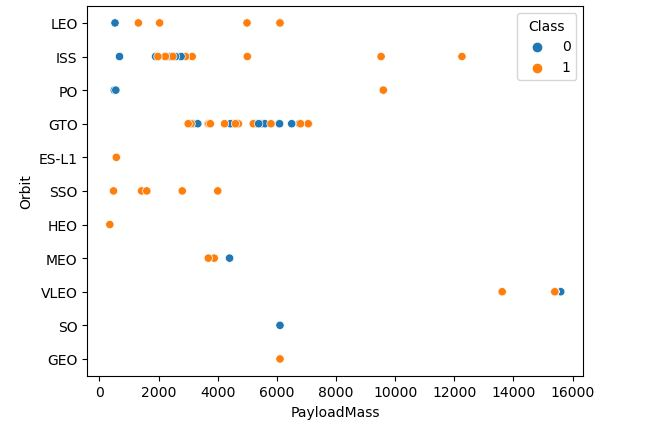 LEO
ISS
PO
GTO
ES-L1
SSO
HEO
MEO
VLEO
SO
GEO
Orbit
Class
0
1
0 2000 4000 6000 8000 10000 12000 14000 16000
PayloadMass